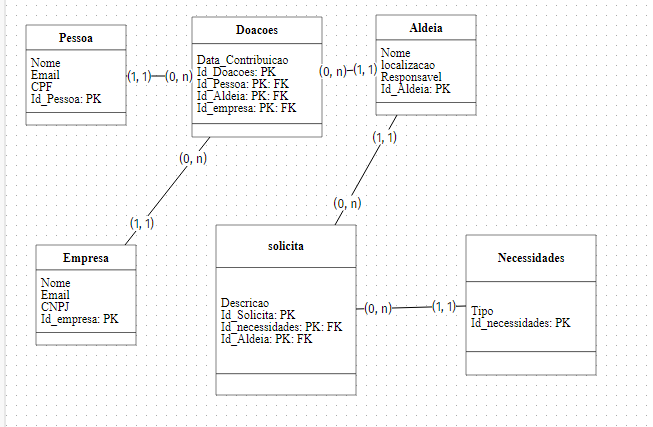 Pessoa
Nome
Email
CPF
Id_Pessoa: PK
(1, 1)
(0, n)
Doacoes
Data_Contribuicao
Id_Doacoes: PK
Id_Pessoa: PK: FK
Id_Aldeia: PK: FK
Id_empresa: PK: FK
(0, n)
(1, 1)
Aldeia
Nome
localizacao
Responsavel
Id_Aldeia: PK
(0, n)
(1, 1)
(1, 1)
(0, n)
Empresa
Nome
Email
CNPJ
Id_empresa: PK
solicita
Descricao
Id_Solicita: PK
Id_necessidades: PK: FK
Id_Aldeia: PK: FK
(0, n)
(1, 1)
Necessidades
Tipo
Id_necessidades: PK